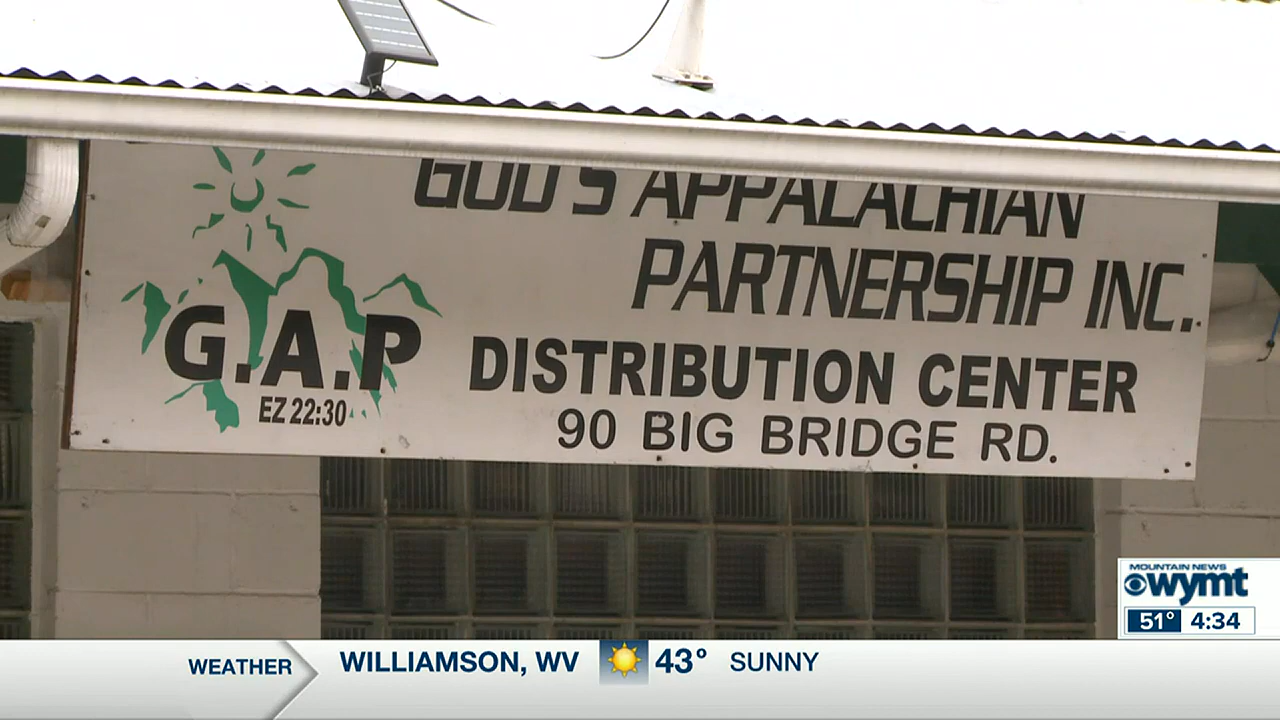 GOD'S APPALACHIAN
PARTNERSHIP INC.
G.A.P
EZ 22:30
DISTRIBUTION CENTER
90 BIG BRIDGE RD.
MOUNTAIN NEWS
wymt
51° 4:34
WEATHER WILLIAMSON, WV 43° SUNNY